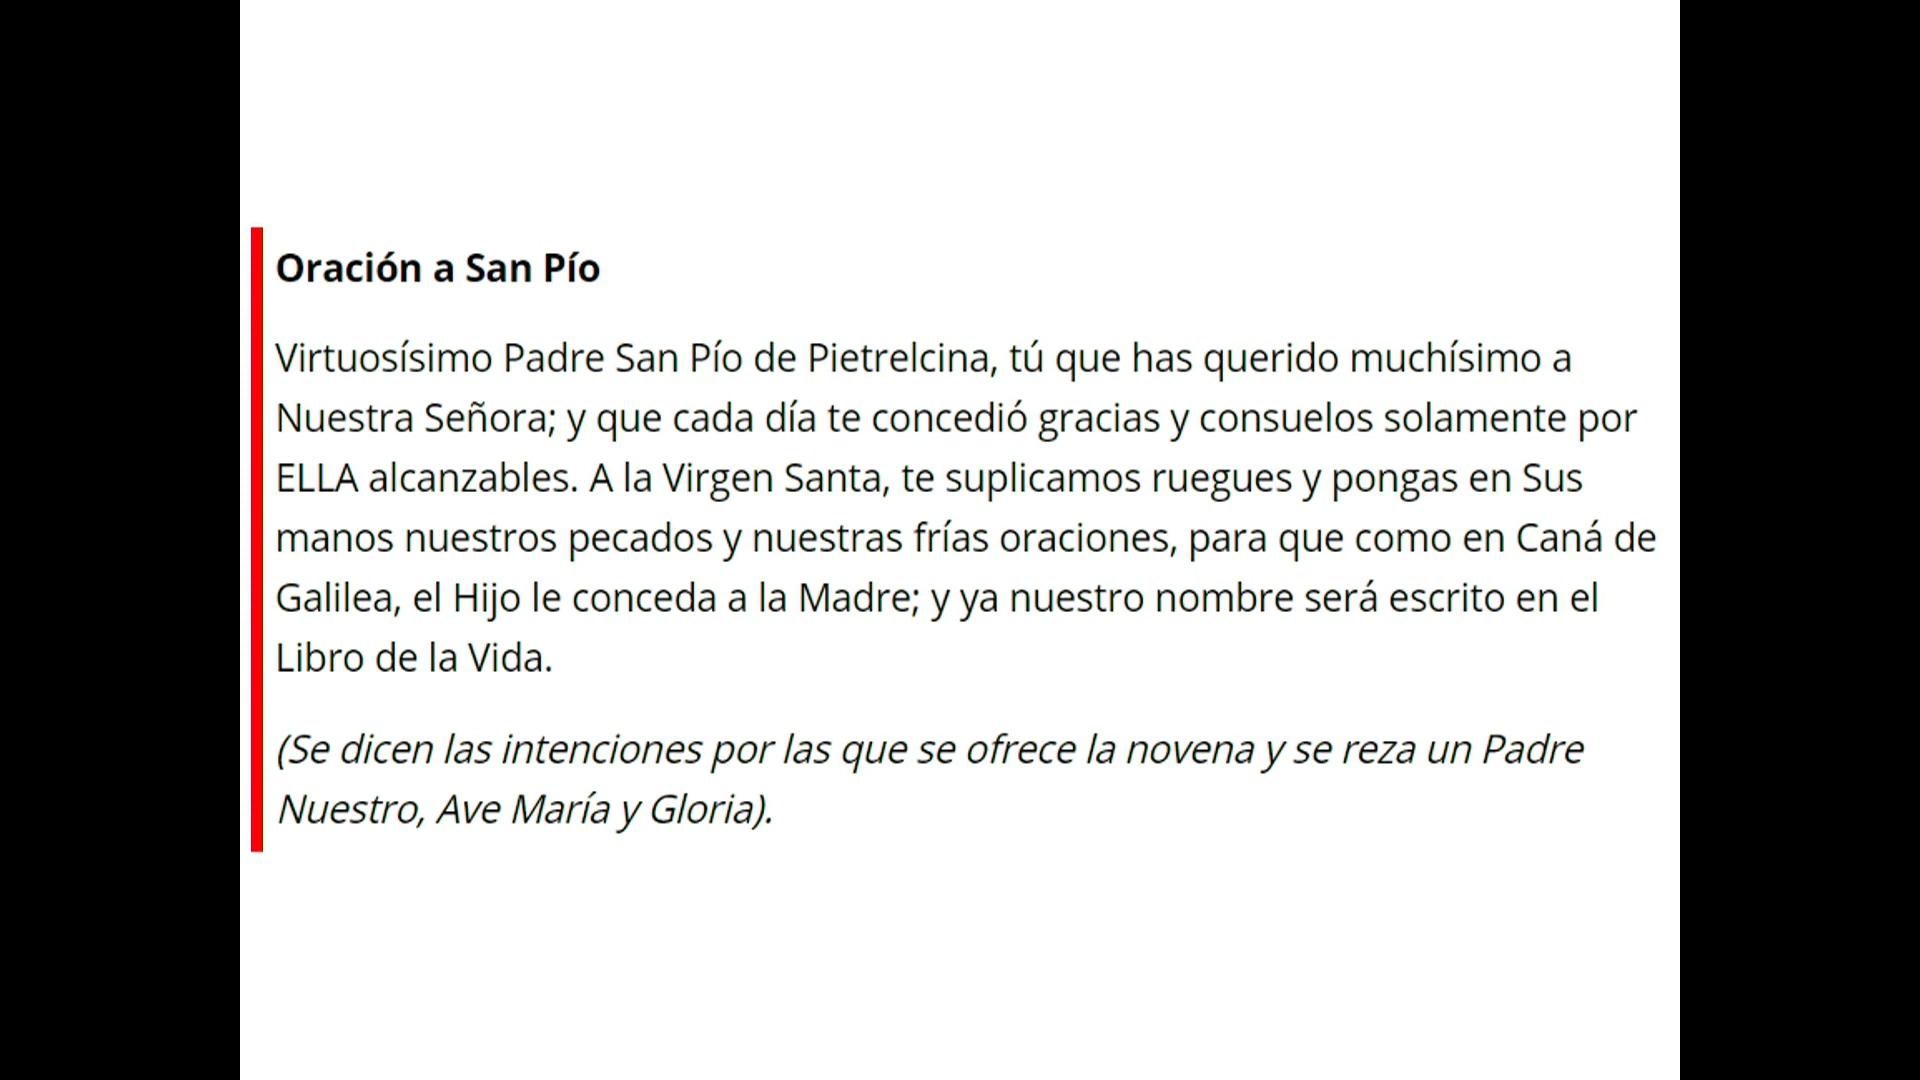 Oración a San Pío
Virtuosísimo Padre San Pío de Pietrelcina, tú que has querido muchísimo a
Nuestra Señora; y que cada día te concedió gracias y consuelos solamente por
ELLA alcanzables. A la Virgen Santa, te suplicamos ruegues y pongas en Sus
manos nuestros pecados y nuestras frías oraciones, para que como en Caná de
Galilea, el Hijo le conceda a la Madre; y ya nuestro nombre será escrito en el
Libro de la Vida.
(Se dicen las intenciones por las que se ofrece la novena y se reza un Padre
Nuestro, Ave María y Gloria).